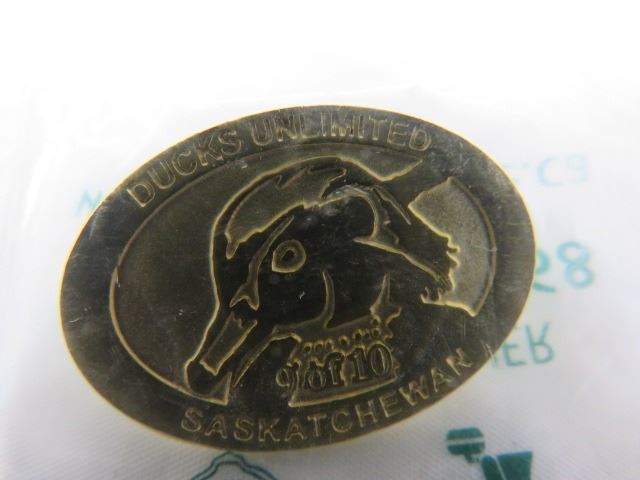 DUCKS UNLIMITED
9 of 10
SASKATCHEWAN